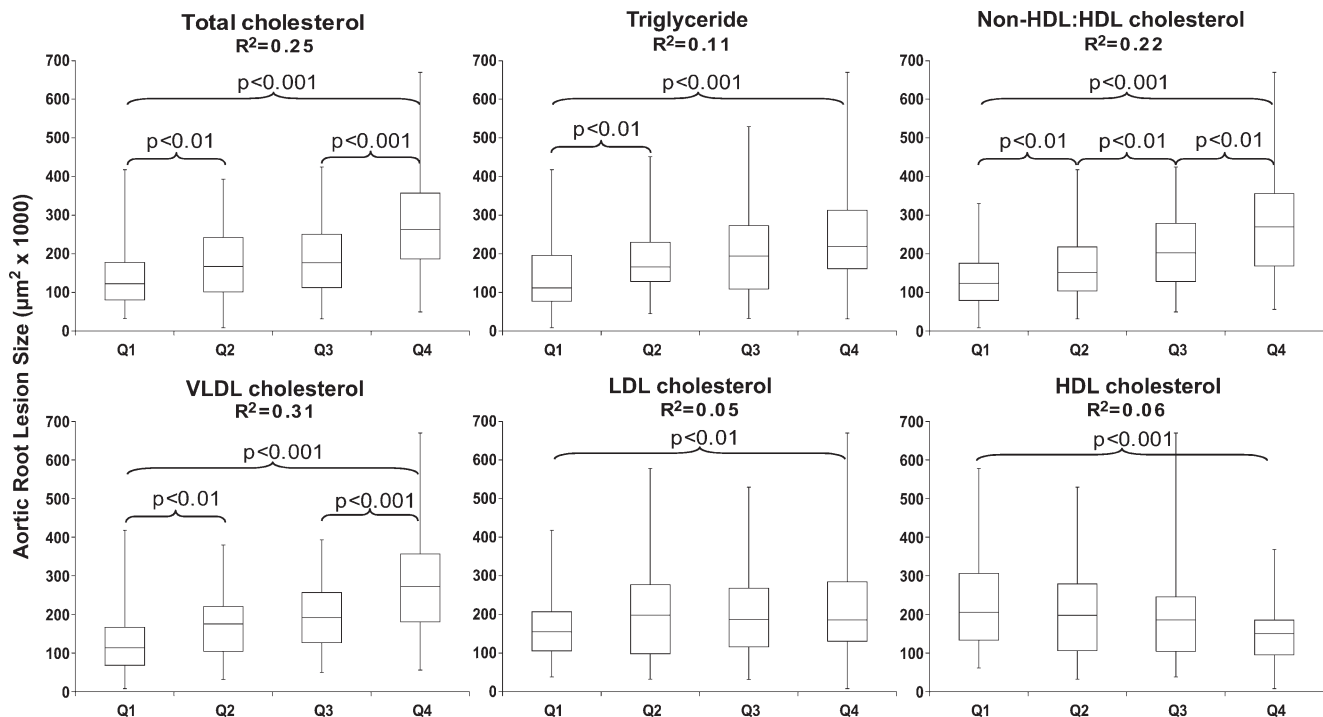 Aortic Root Lesion Size (µm² x 1000)
Total cholesterol
R²=0.25
700
600
500
400
300
200
100
0
p<0.001
p<0.01
p<0.001
Q1 Q2 Q3 Q4
Triglyceride
R²=0.11
700
600
500
400
300
200
100
0
p<0.001
p<0.01
Q1 Q2 Q3 Q4
Non-HDL:HDL cholesterol
R²=0.22
700
600
500
400
300
200
100
0
p<0.001
p<0.01 p<0.01 p<0.01
Q1 Q2 Q3 Q4
VLDL cholesterol
R²=0.31
700
600
500
400
300
200
100
0
p<0.001
p<0.01
p<0.001
Q1 Q2 Q3 Q4
LDL cholesterol
R²=0.05
700
600
500
400
300
200
100
0
p<0.01
Q1 Q2 Q3 Q4
HDL cholesterol
R²=0.06
700
600
500
400
300
200
100
0
p<0.001
Q1 Q2 Q3 Q4